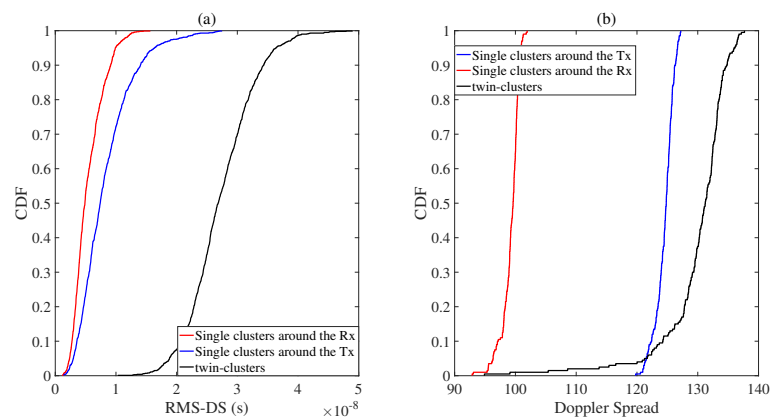 (a)
CDF
1
0.9
0.8
0.7
0.6
0.5
0.4
0.3
0.2
0.1
0
Single clusters around the Rx
Single clusters around the Tx
twin-clusters
0 1 2 3 4 5
RMS-DS (s)
×10⁻⁸
(b)
CDF
1
0.9
0.8
0.7
0.6
0.5
0.4
0.3
0.2
0.1
0
Single clusters around the Tx
Single clusters around the Rx
twin-clusters
90 100 110 120 130 140
Doppler Spread